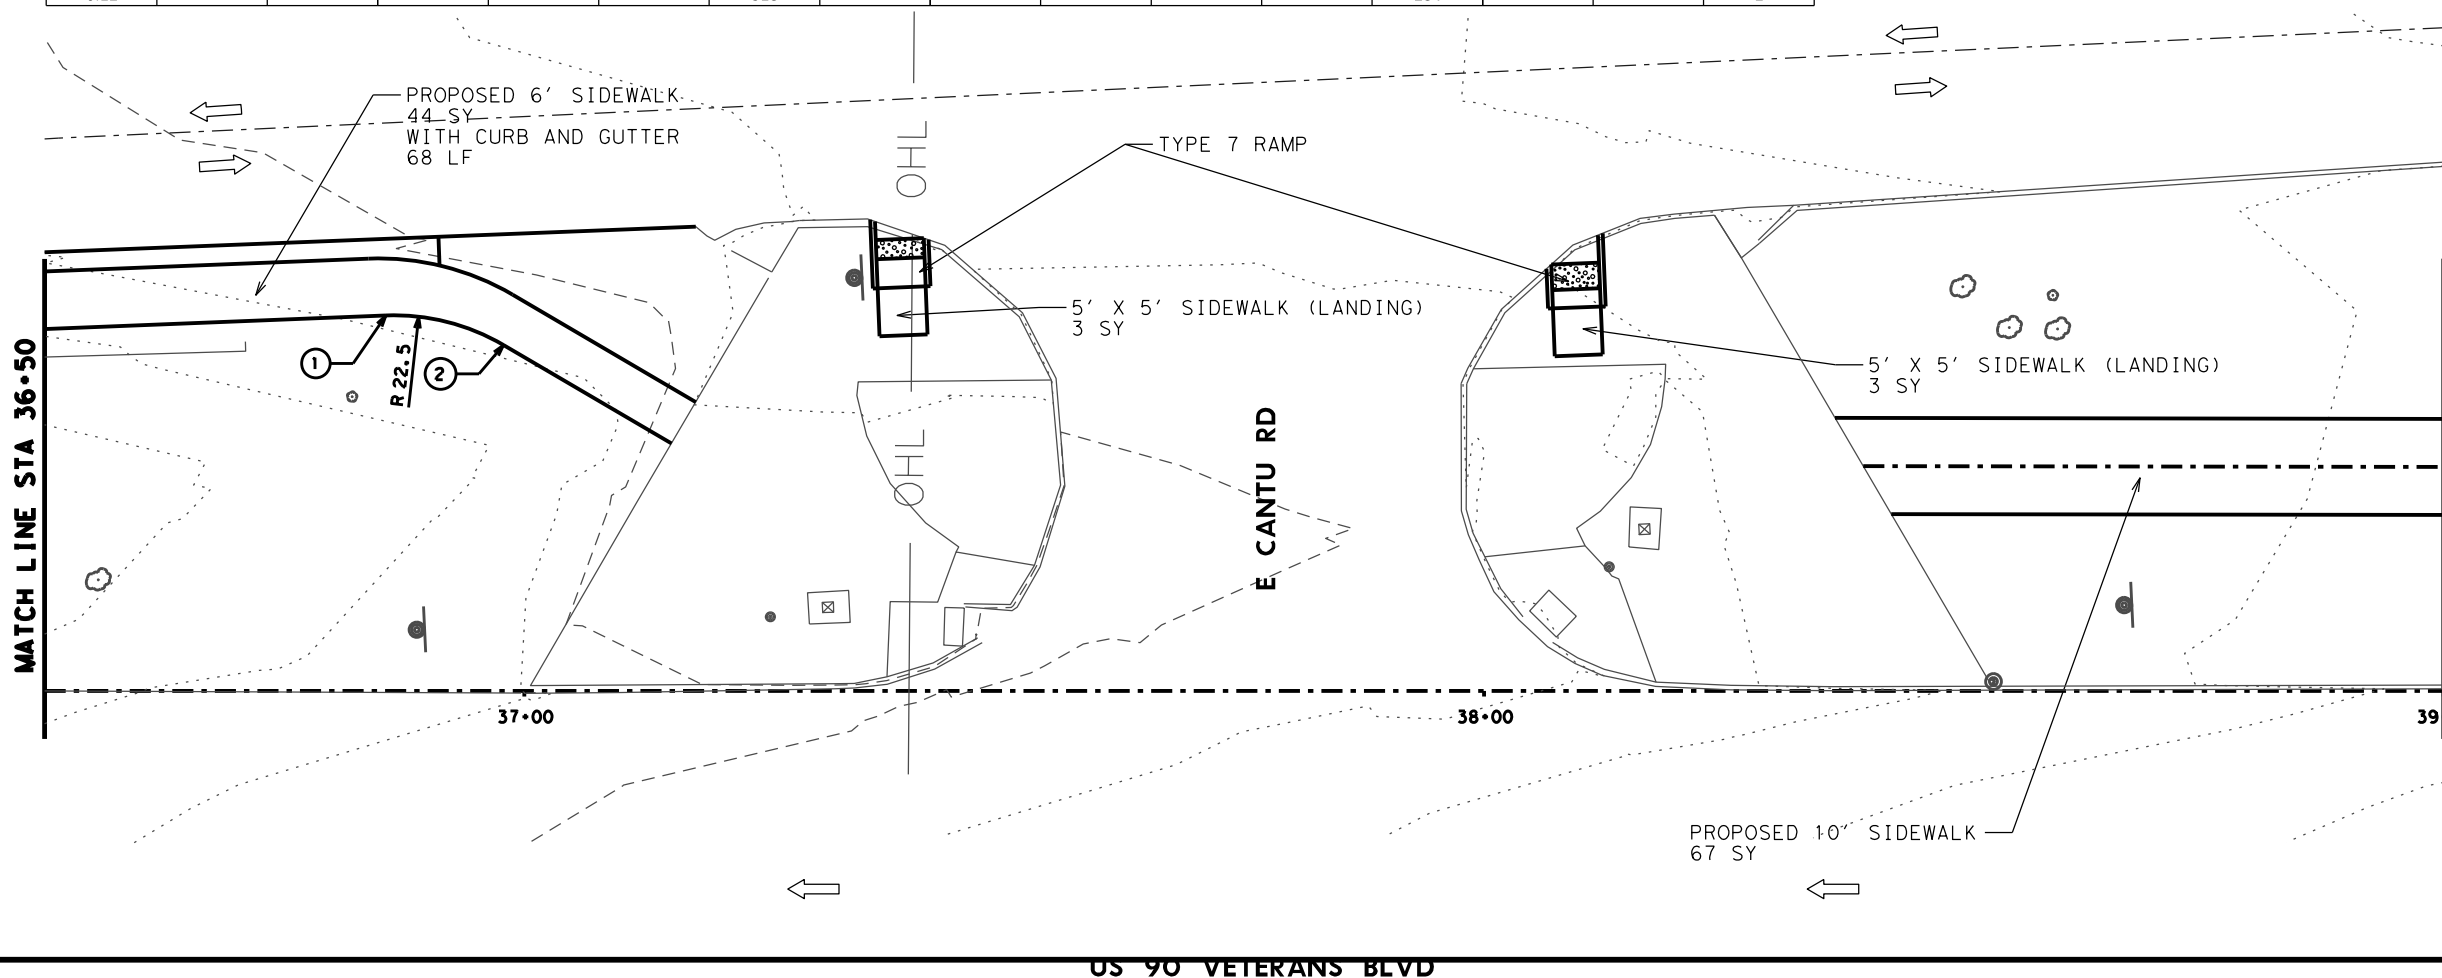 PROPOSED 6' SIDEWALK
44 SY
WITH CURB AND GUTTER
68 LF
TYPE 7 RAMP
OHL
5' X 5' SIDEWALK (LANDING)
3 SY
5' X 5' SIDEWALK (LANDING)
3 SY
1
R 22.5
2
MATCH LINE STA 36+50
OHL
E CANTU RD
37+00
38+00
39
PROPOSED 10' SIDEWALK
67 SY
US 90 VETERANS BLVD